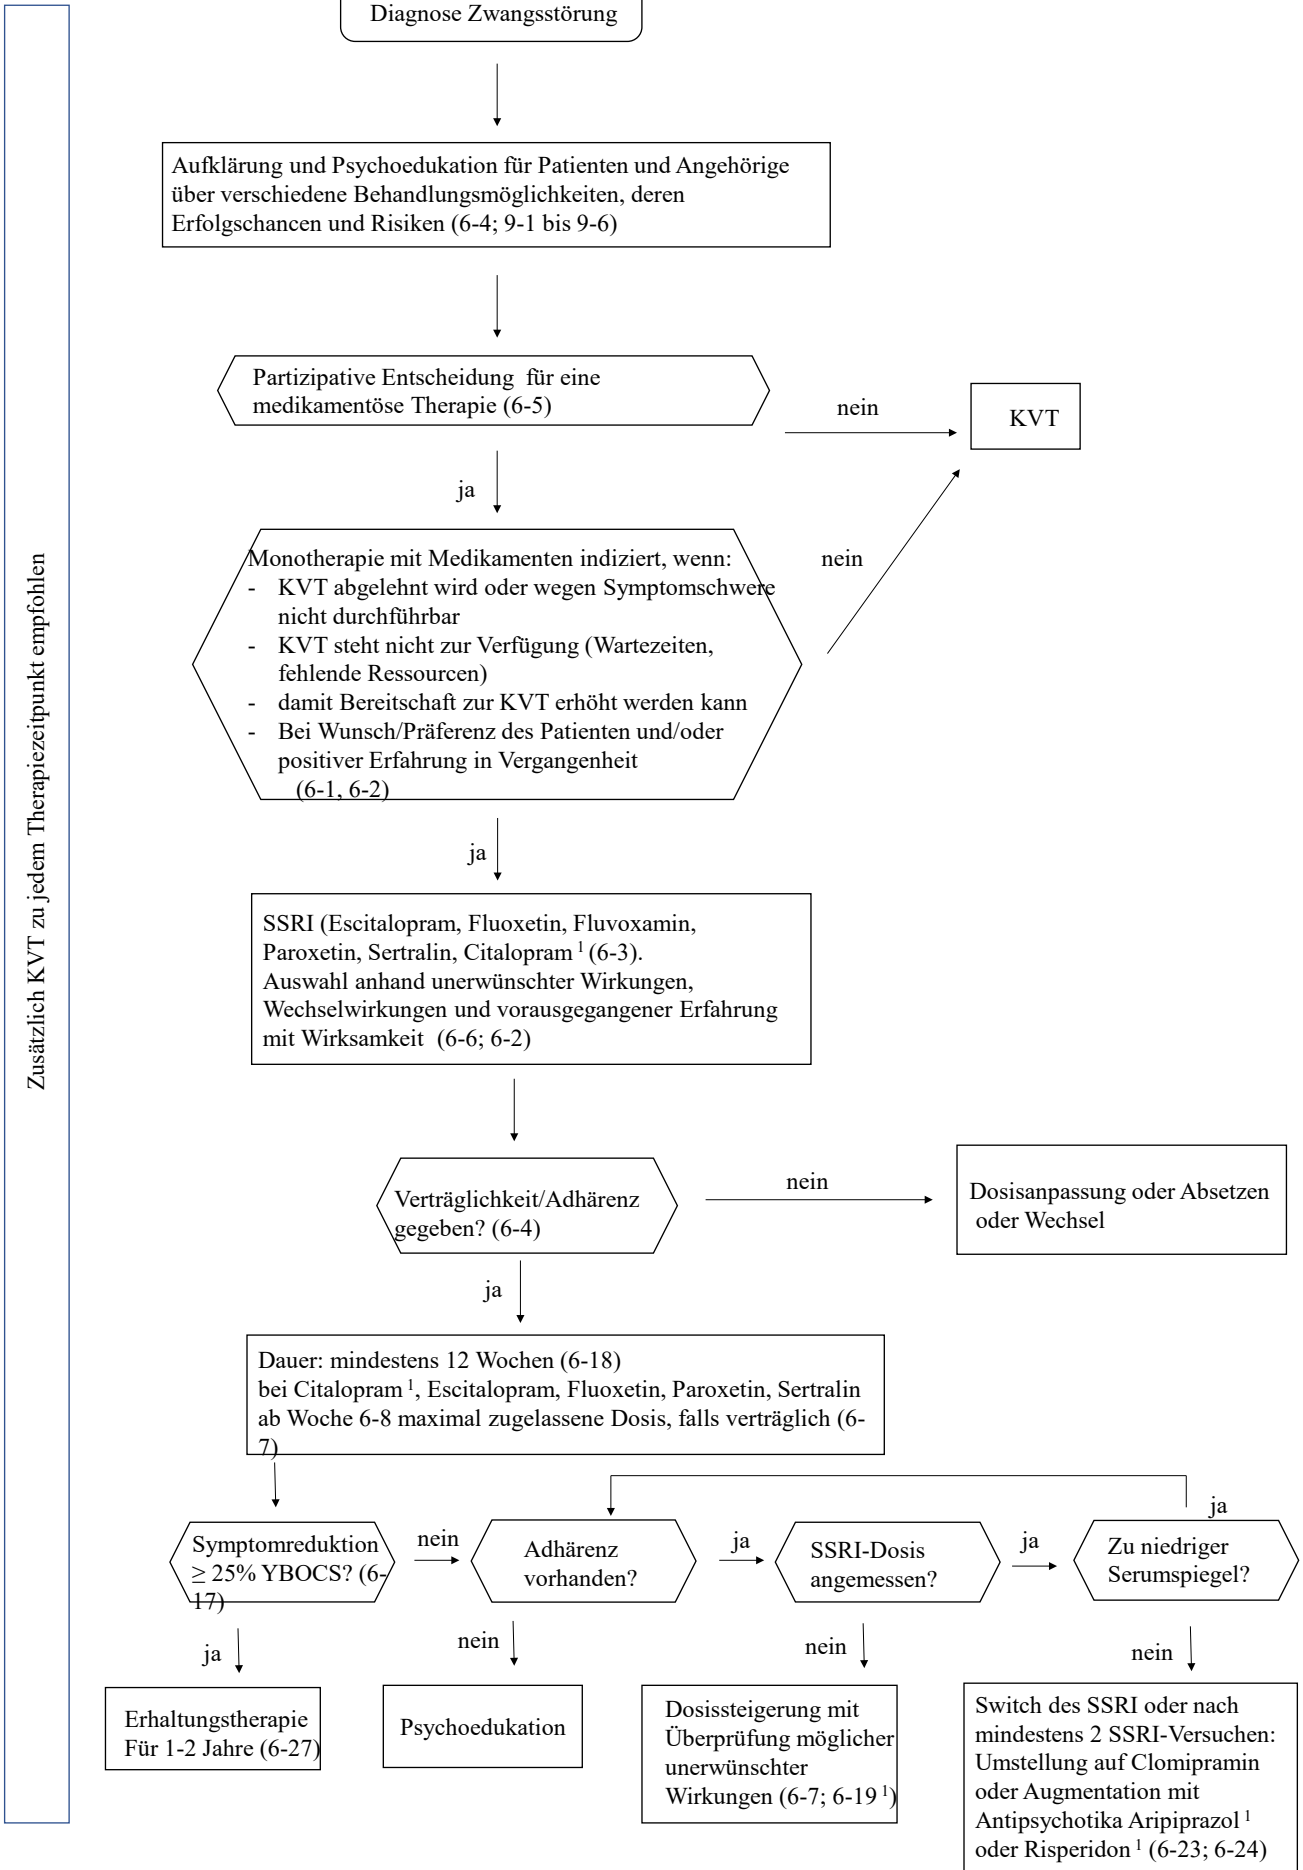 Diagnose Zwangsstörung
Aufklärung und Psychoedukation für Patienten und Angehörige
über verschiedene Behandlungsmöglichkeiten, deren
Erfolgschancen und Risiken (6-4; 9-1 bis 9-6)
Partizipative Entscheidung  für eine
medikamentöse Therapie (6-5)
nein
KVT
ja
Monotherapie mit Medikamenten indiziert, wenn:
- KVT abgelehnt wird oder wegen Symptomschwere
nicht durchführbar
- KVT steht nicht zur Verfügung (Wartezeiten,
fehlende Ressourcen)
- damit Bereitschaft zur KVT erhöht werden kann
- Bei Wunsch/Präferenz des Patienten und/oder
positiver Erfahrung in Vergangenheit
(6-1, 6-2)
nein
ja
SSRI (Escitalopram, Fluoxetin, Fluvoxamin,
Paroxetin, Sertralin, Citalopram ¹ (6-3).
Auswahl anhand unerwünschter Wirkungen,
Wechselwirkungen und vorausgegangener Erfahrung
mit Wirksamkeit  (6-6; 6-2)
Verträglichkeit/Adhärenz
gegeben? (6-4)
nein
Dosisanpassung oder Absetzen
oder Wechsel
ja
Dauer: mindestens 12 Wochen (6-18)
bei Citalopram ¹, Escitalopram, Fluoxetin, Paroxetin, Sertralin
ab Woche 6-8 maximal zugelassene Dosis, falls verträglich (6-
7)
Symptomreduktion
≥ 25% YBOCS? (6-
17)
nein
Adhärenz
vorhanden?
ja
SSRI-Dosis
angemessen?
ja
Zu niedriger
Serumspiegel?
ja
ja
nein
nein
nein
Erhaltungstherapie
Für 1-2 Jahre (6-27)
Psychoedukation
Dosissteigerung mit
Überprüfung möglicher
unerwünschter
Wirkungen (6-7; 6-19 ¹)
Switch des SSRI oder nach
mindestens 2 SSRI-Versuchen:
Umstellung auf Clomipramin
oder Augmentation mit
Antipsychotika Aripiprazol ¹
oder Risperidon ¹ (6-23; 6-24)
Zusätzlich KVT zu jedem Therapiezeitpunkt empfohlen